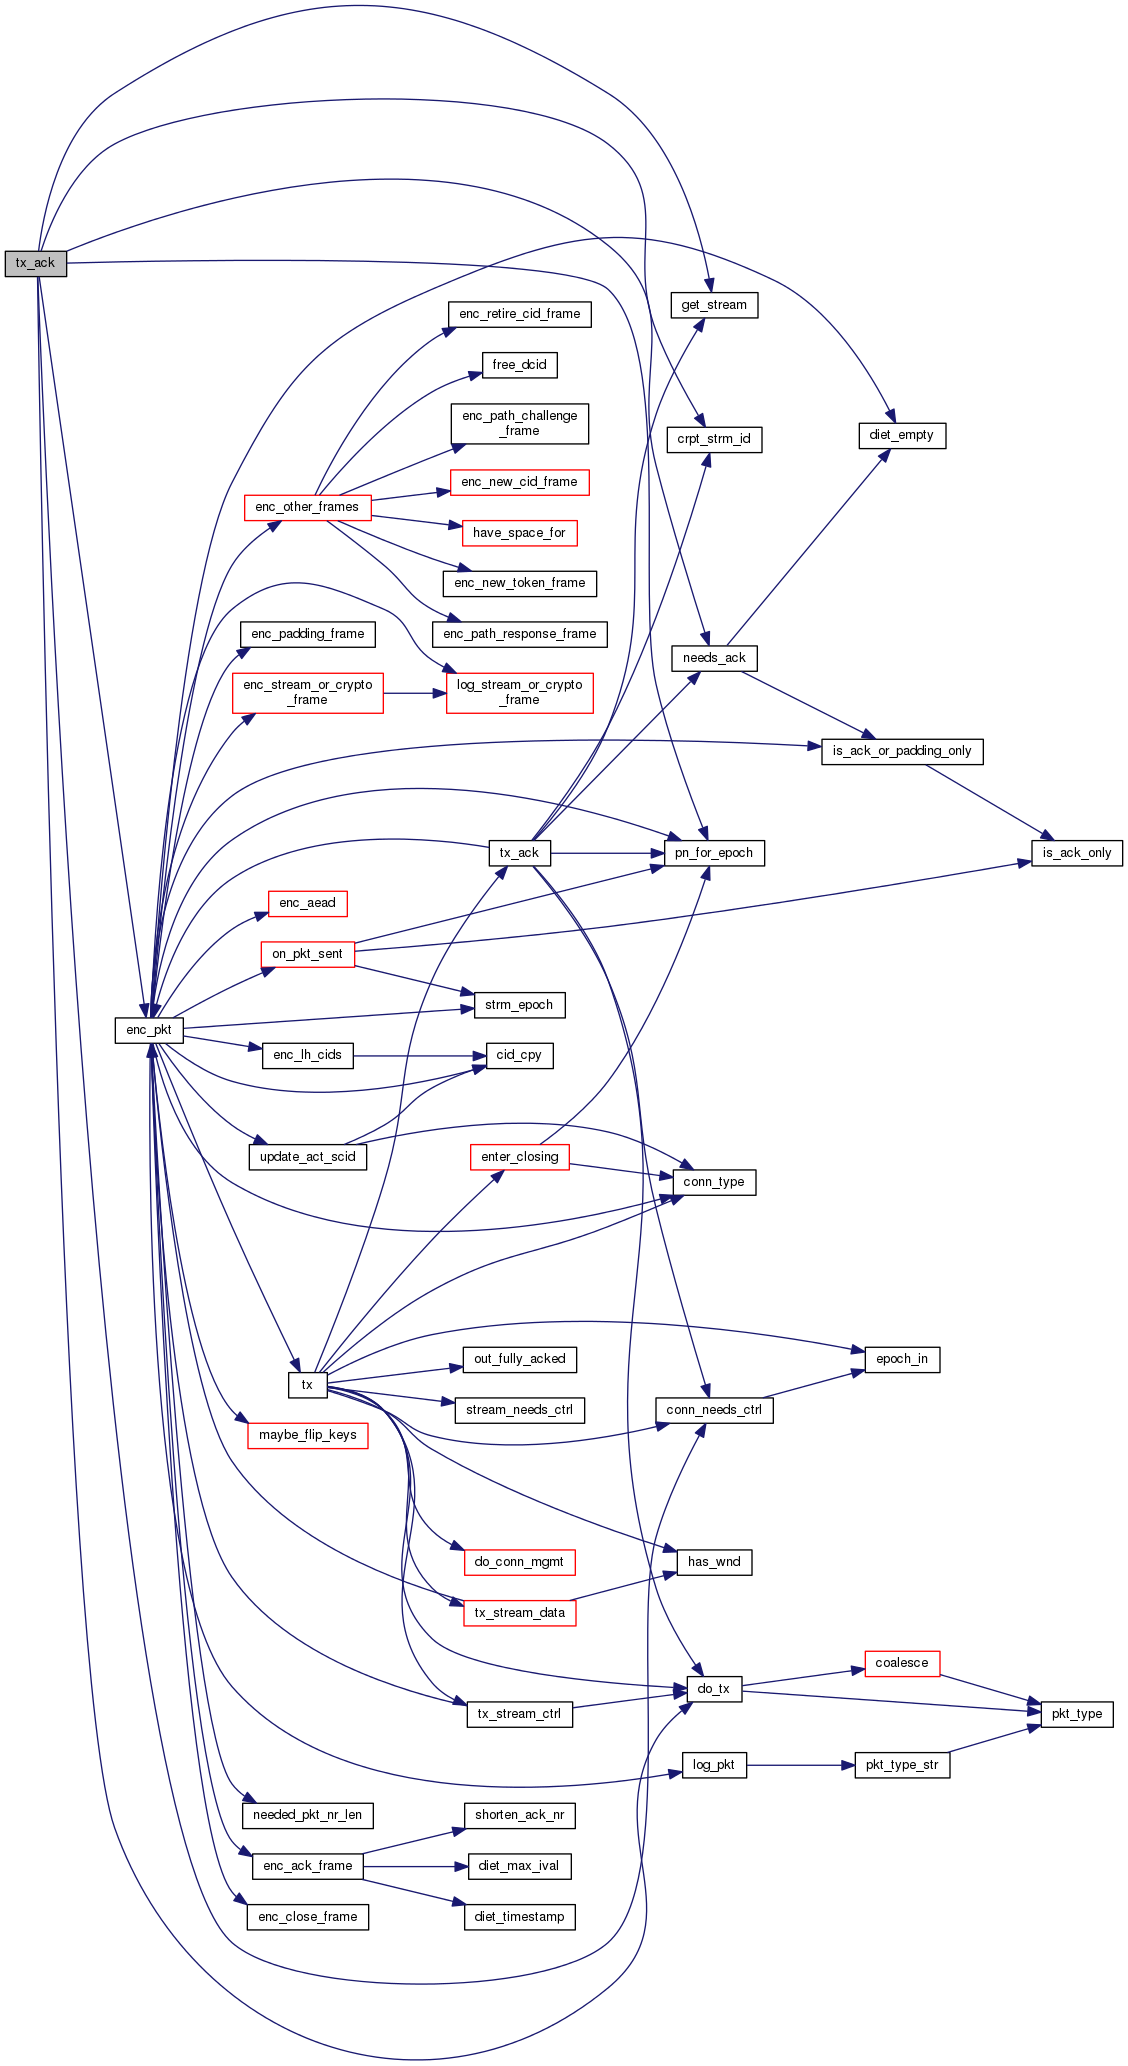 tx_ack
get_stream
enc_retire_cid_frame
free_dcid
enc_path_challenge
_frame
crpt_strm_id
diet_empty
enc_new_cid_frame
enc_other_frames
have_space_for
enc_new_token_frame
enc_padding_frame
enc_path_response_frame
needs_ack
enc_stream_or_crypto
_frame
log_stream_or_crypto
_frame
is_ack_or_padding_only
tx_ack
pn_for_epoch
is_ack_only
enc_aead
on_pkt_sent
strm_epoch
enc_pkt
enc_lh_cids
cid_cpy
update_act_scid
enter_closing
conn_type
out_fully_acked
epoch_in
tx
stream_needs_ctrl
conn_needs_ctrl
maybe_flip_keys
do_conn_mgmt
has_wnd
tx_stream_data
coalesce
do_tx
tx_stream_ctrl
pkt_type
log_pkt
pkt_type_str
needed_pkt_nr_len
shorten_ack_nr
enc_ack_frame
diet_max_ival
enc_close_frame
diet_timestamp